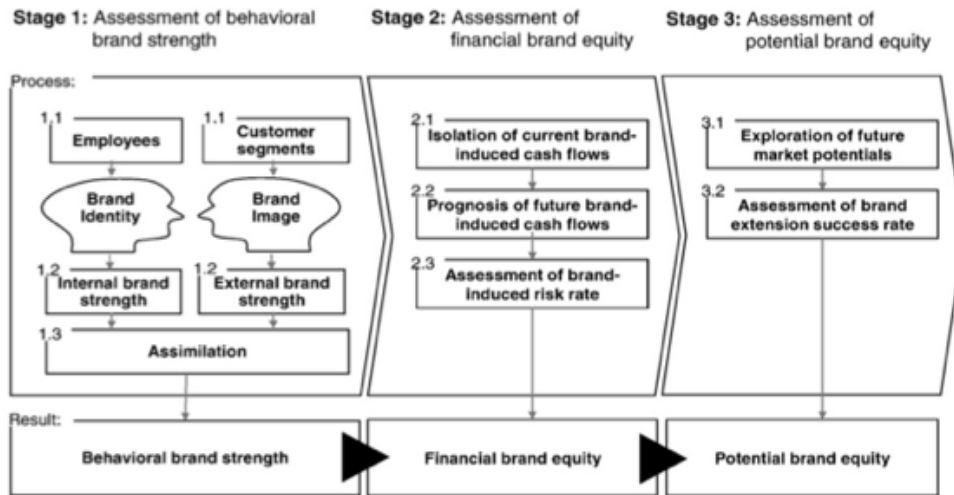 Stage 1: Assessment of behavioral
brand strength
Stage 2: Assessment of
financial brand equity
Stage 3: Assessment of
potential brand equity
Process:
1.1
Employees
1.1
Customer
segments
Brand
Identity
Brand
Image
1.2
Internal brand
strength
1.2
External brand
strength
1.3
Assimilation
2.1
Isolation of current brand-
induced cash flows
2.2
Prognosis of future brand-
induced cash flows
2.3
Assessment of brand-
induced risk rate
3.1
Exploration of future
market potentials
3.2
Assessment of brand
extension success rate
Result:
Behavioral brand strength
Financial brand equity
Potential brand equity